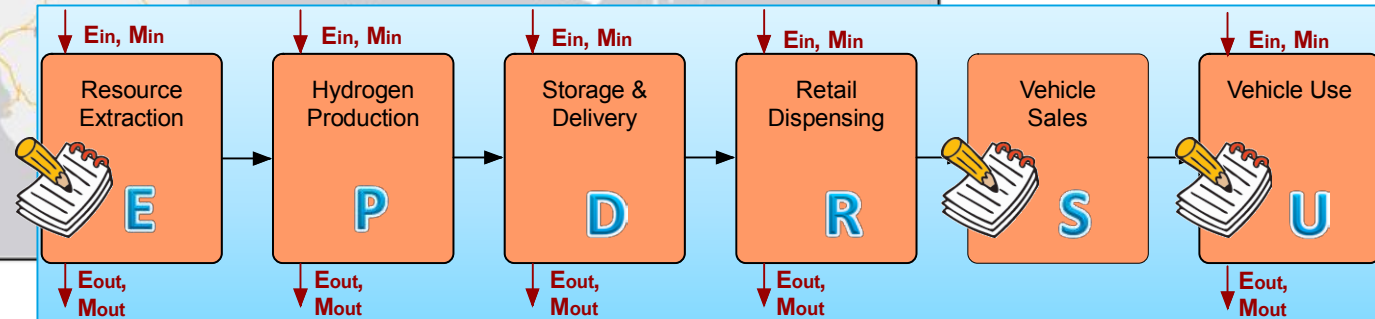 Ein, Min
Ein, Min
Ein, Min
Ein, Min
Ein, Min
Resource
Extraction
E
Hydrogen
Production
P
Storage &
Delivery
D
Retail
Dispensing
R
Vehicle
Sales
S
Vehicle Use
U
Eout,
Mout
Eout,
Mout
Eout,
Mout
Eout,
Mout
Eout,
Mout